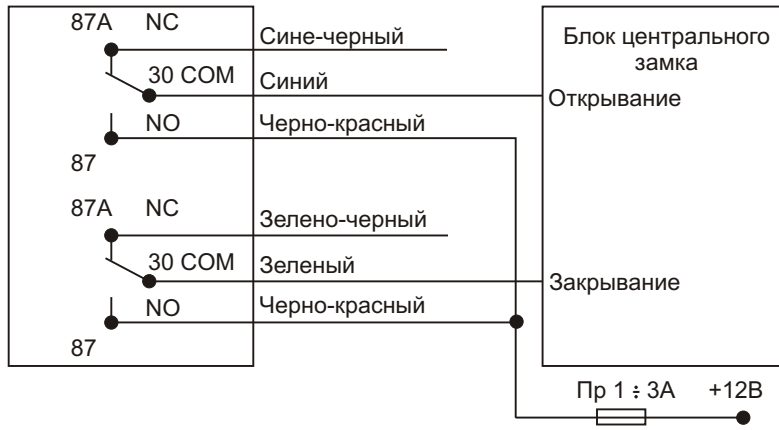 87A NC
Сине-черный
30 COM
Синий
NO
Черно-красный
87
87A NC
Зелено-черный
30 COM
Зеленый
NO
Черно-красный
87
Блок центрального
замка
Открывание
Закрывание
Пр 1 ÷ 3А
+12В